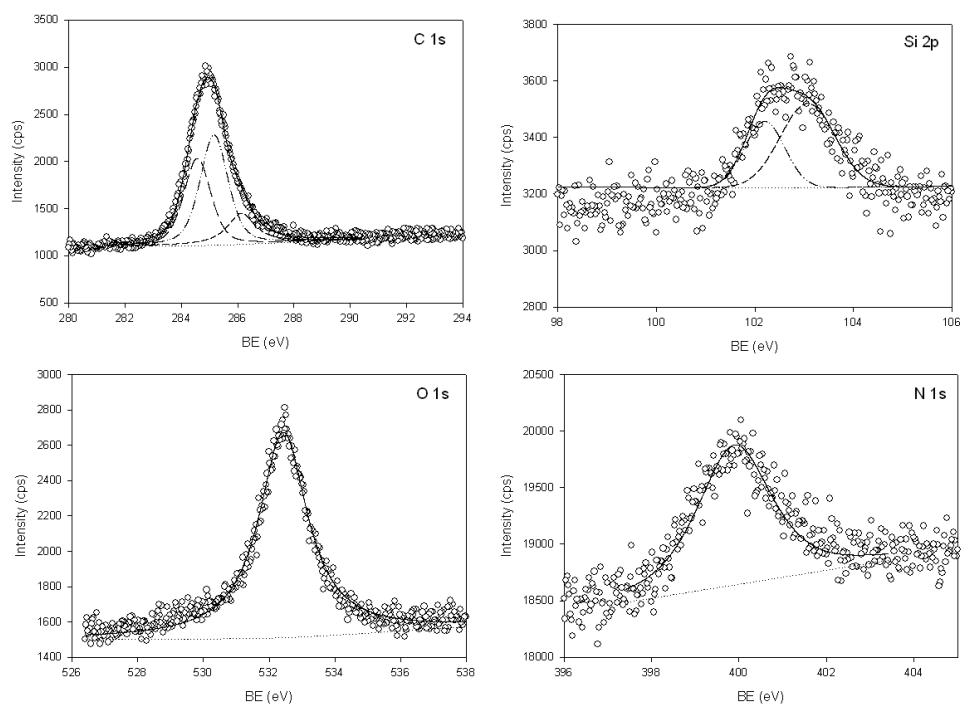 C 1s
Intensity (cps)
3500
3000
2500
2000
1500
1000
500
280 282 284 286 288 290 292 294
BE (eV)
Si 2p
Intensity (cps)
3800
3600
3400
3200
3000
2800
98 100 102 104 106
BE (eV)
O 1s
Intensity (cps)
3000
2800
2600
2400
2200
2000
1800
1600
1400
526 528 530 532 534 536 538
BE (eV)
N 1s
Intensity (cps)
20500
20000
19500
19000
18500
18000
396 398 400 402 404
BE (eV)